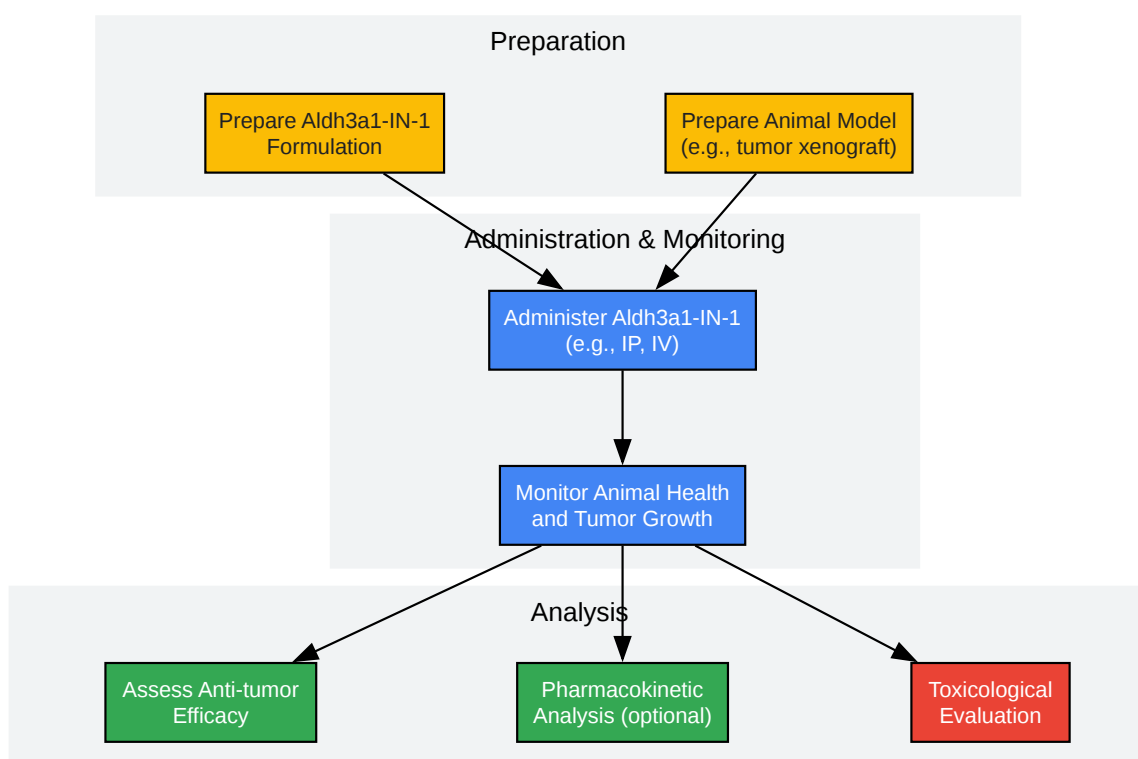 Preparation
Prepare Aldh3a1-IN-1
Formulation
Prepare Animal Model
(e.g., tumor xenograft)
Administration & Monitoring
Administer Aldh3a1-IN-1
(e.g., IP, IV)
Monitor Animal Health
and Tumor Growth
Analysis
Assess Anti-tumor
Efficacy
Pharmacokinetic
Analysis (optional)
Toxicological
Evaluation